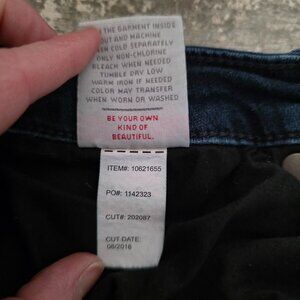 THE GARMENT INSIDE
OUT AND MACHINE
COLD SEPARATELY
ONLY NON-CHLORINE
BLEACH WHEN NEEDED
TUMBLE DRY LOW
WARM IRON IF NEEDED
COLOR MAY TRANSFER
WHEN WORN OR WASHED
BE YOUR OWN
KIND OF
BEAUTIFUL.
ITEM#: 10621655
PO#: 1142323
CUT#: 202087
CUT DATE:
08/2016